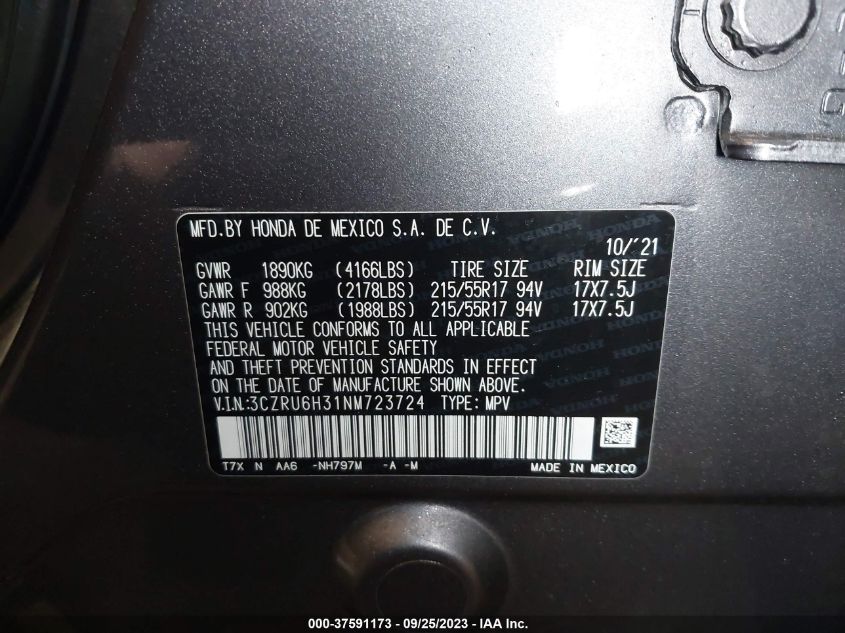 MFD.BY HONDA DE MEXICO S.A. DE C.V.
10/'21
GVWR 1890KG (4166LBS) TIRE SIZE RIM SIZE
GAWR F 988KG (2178LBS) 215/55R17 94V 17X7.5J
GAWR R 902KG (1988LBS) 215/55R17 94V 17X7.5J
THIS VEHICLE CONFORMS TO ALL APPLICABLE
FEDERAL MOTOR VEHICLE SAFETY
AND THEFT PREVENTION STANDARDS IN EFFECT
ON THE DATE OF MANUFACTURE SHOWN ABOVE.
V.I.N.:3CZRU6H31NM723724 TYPE: MPV
T7X N AA6 -NH797M -A -M MADE IN MEXICO
000-37591173 - 09/25/2023 - IAA Inc.